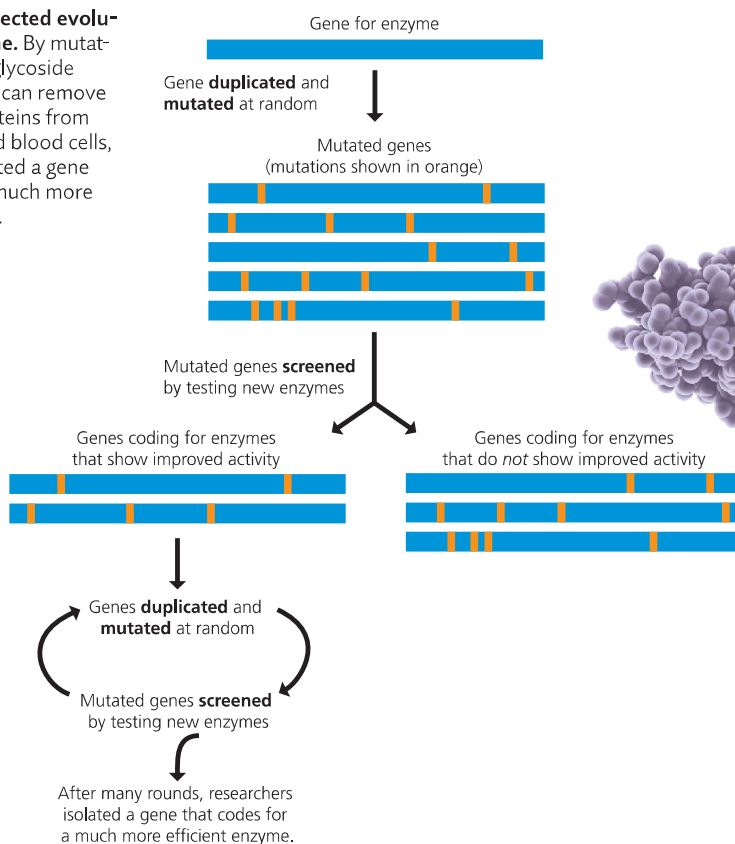 ected evolu-
e. By mutat-
glycoside
can remove
teins from
d blood cells,
ted a gene
much more
.
Gene for enzyme
Gene duplicated and
mutated at random
Mutated genes
(mutations shown in orange)
Mutated genes screened
by testing new enzymes
Genes coding for enzymes
that show improved activity
Genes coding for enzymes
that do not show improved activity
Genes duplicated and
mutated at random
Mutated genes screened
by testing new enzymes
After many rounds, researchers
isolated a gene that codes for
a much more efficient enzyme.